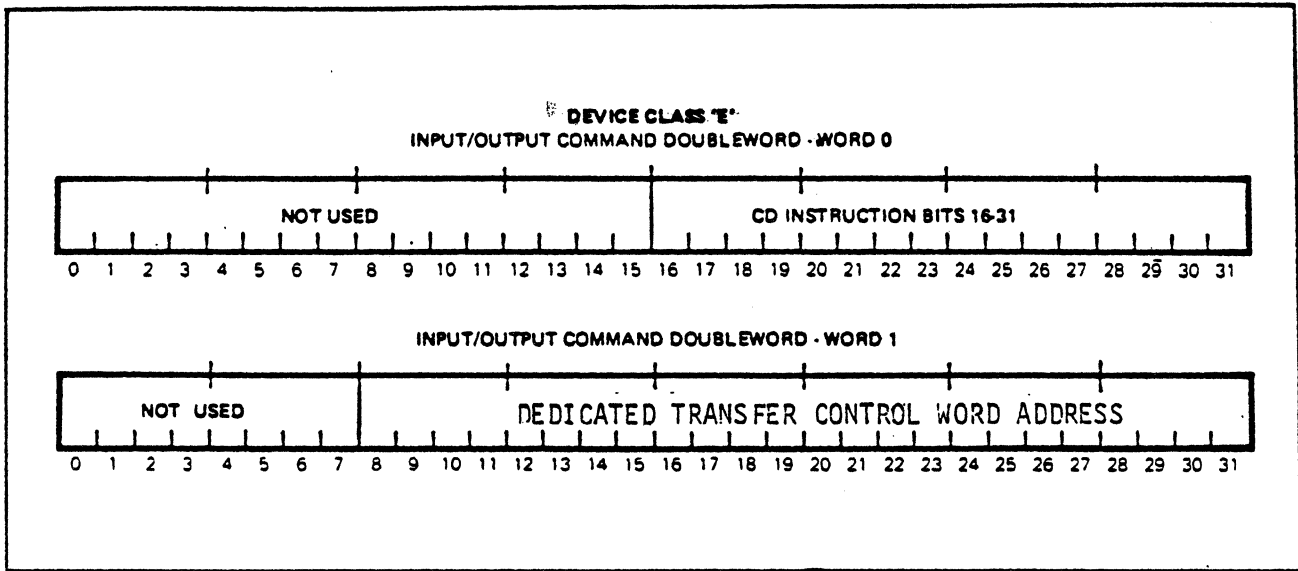 DEVICE CLASS "E"
INPUT/OUTPUT COMMAND DOUBLEWORD - WORD 0
NOT USED CD INSTRUCTION BITS 16-31
0 1 2 3 4 5 6 7 8 9 10 11 12 13 14 15 16 17 18 19 20 21 22 23 24 25 26 27 28 29 30 31
INPUT/OUTPUT COMMAND DOUBLEWORD - WORD 1
NOT USED DEDICATED TRANSFER CONTROL WORD ADDRESS
0 1 2 3 4 5 6 7 8 9 10 11 12 13 14 15 16 17 18 19 20 21 22 23 24 25 26 27 28 29 30 31